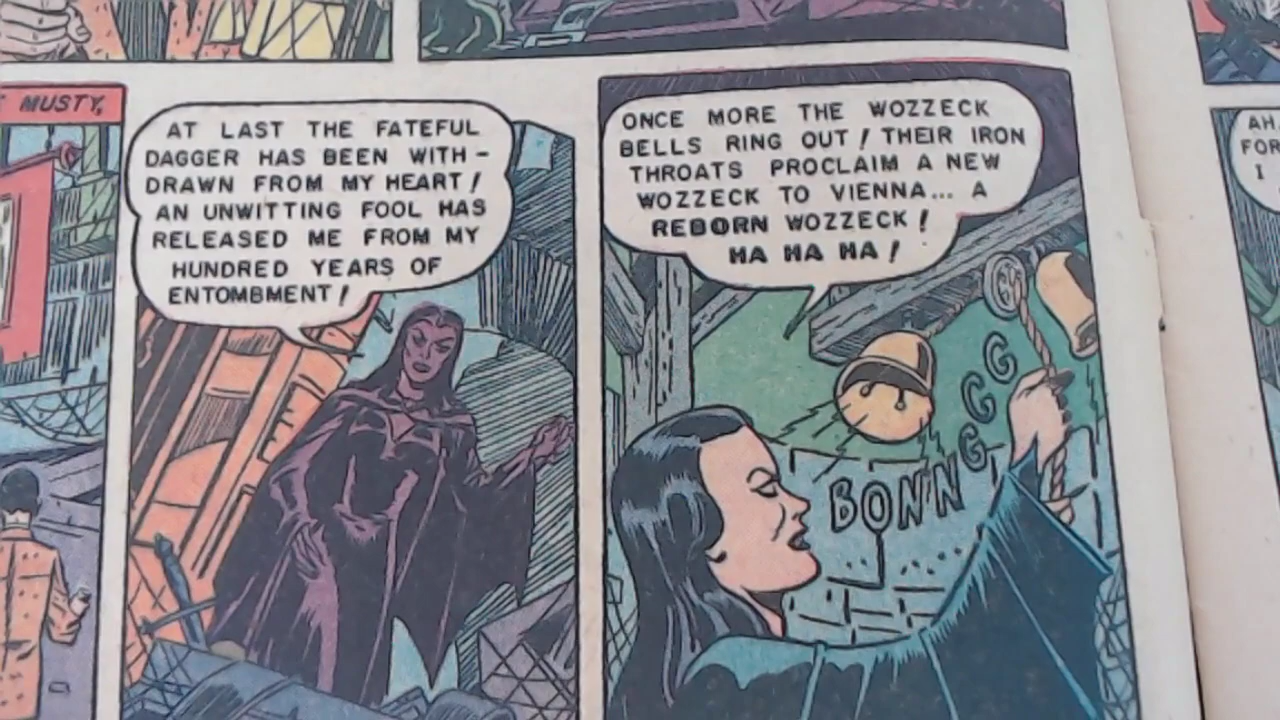 T MUSTY,
AT LAST THE FATEFUL
DAGGER HAS BEEN WITH-
DRAWN FROM MY HEART!
AN UNWITTING FOOL HAS
RELEASED ME FROM MY
HUNDRED YEARS OF
ENTOMBMENT!
ONCE MORE THE WOZZECK
BELLS RING OUT! THEIR IRON
THROATS PROCLAIM A NEW
WOZZECK TO VIENNA... A
REBORN WOZZECK!
HA HA HA!
BONNGGGG
AH
FOR
I